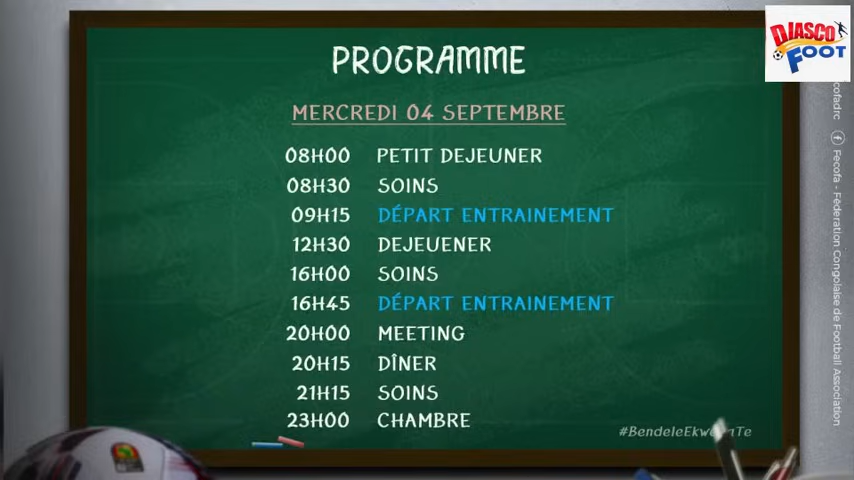 DIASCO
FOOT
PROGRAMME
MERCREDI 04 SEPTEMBRE
08H00 PETIT DEJEUNER
08H30 SOINS
09H15 DÉPART ENTRAINEMENT
12H30 DEJEUENER
16H00 SOINS
16H45 DÉPART ENTRAINEMENT
20H00 MEETING
20H15 DÎNER
21H15 SOINS
23H00 CHAMBRE
Fecofa - Fédération Congolaise de Football Association